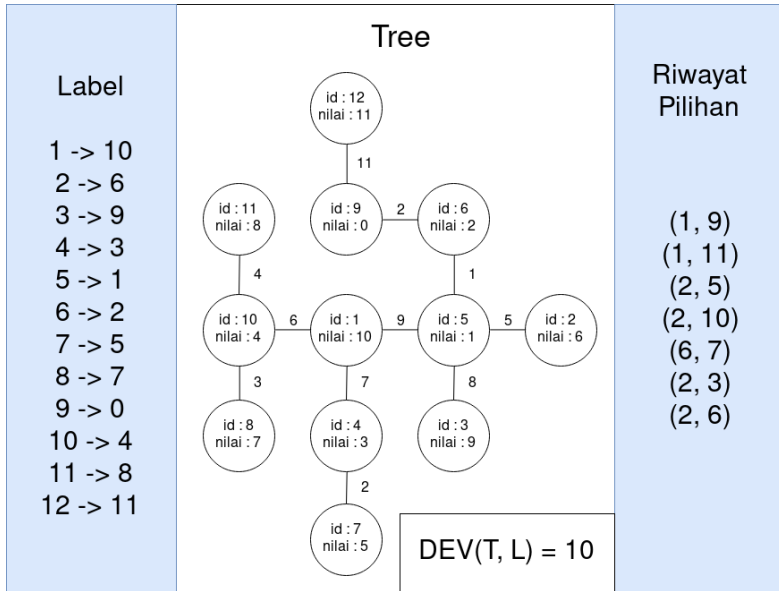 Label
1 -> 10
2 -> 6
3 -> 9
4 -> 3
5 -> 1
6 -> 2
7 -> 5
8 -> 7
9 -> 0
10 -> 4
11 -> 8
12 -> 11
Tree
id : 12
nilai : 11
11
id : 11
nilai : 8
id : 9
nilai : 0
2
id : 6
nilai : 2
4
1
id : 10
nilai : 4
6
id : 1
nilai : 10
9
id : 5
nilai : 1
5
id : 2
nilai : 6
3
7
8
id : 8
nilai : 7
id : 4
nilai : 3
id : 3
nilai : 9
2
id : 7
nilai : 5
DEV(T, L) = 10
Riwayat
Pilihan
(1, 9)
(1, 11)
(2, 5)
(2, 10)
(6, 7)
(2, 3)
(2, 6)